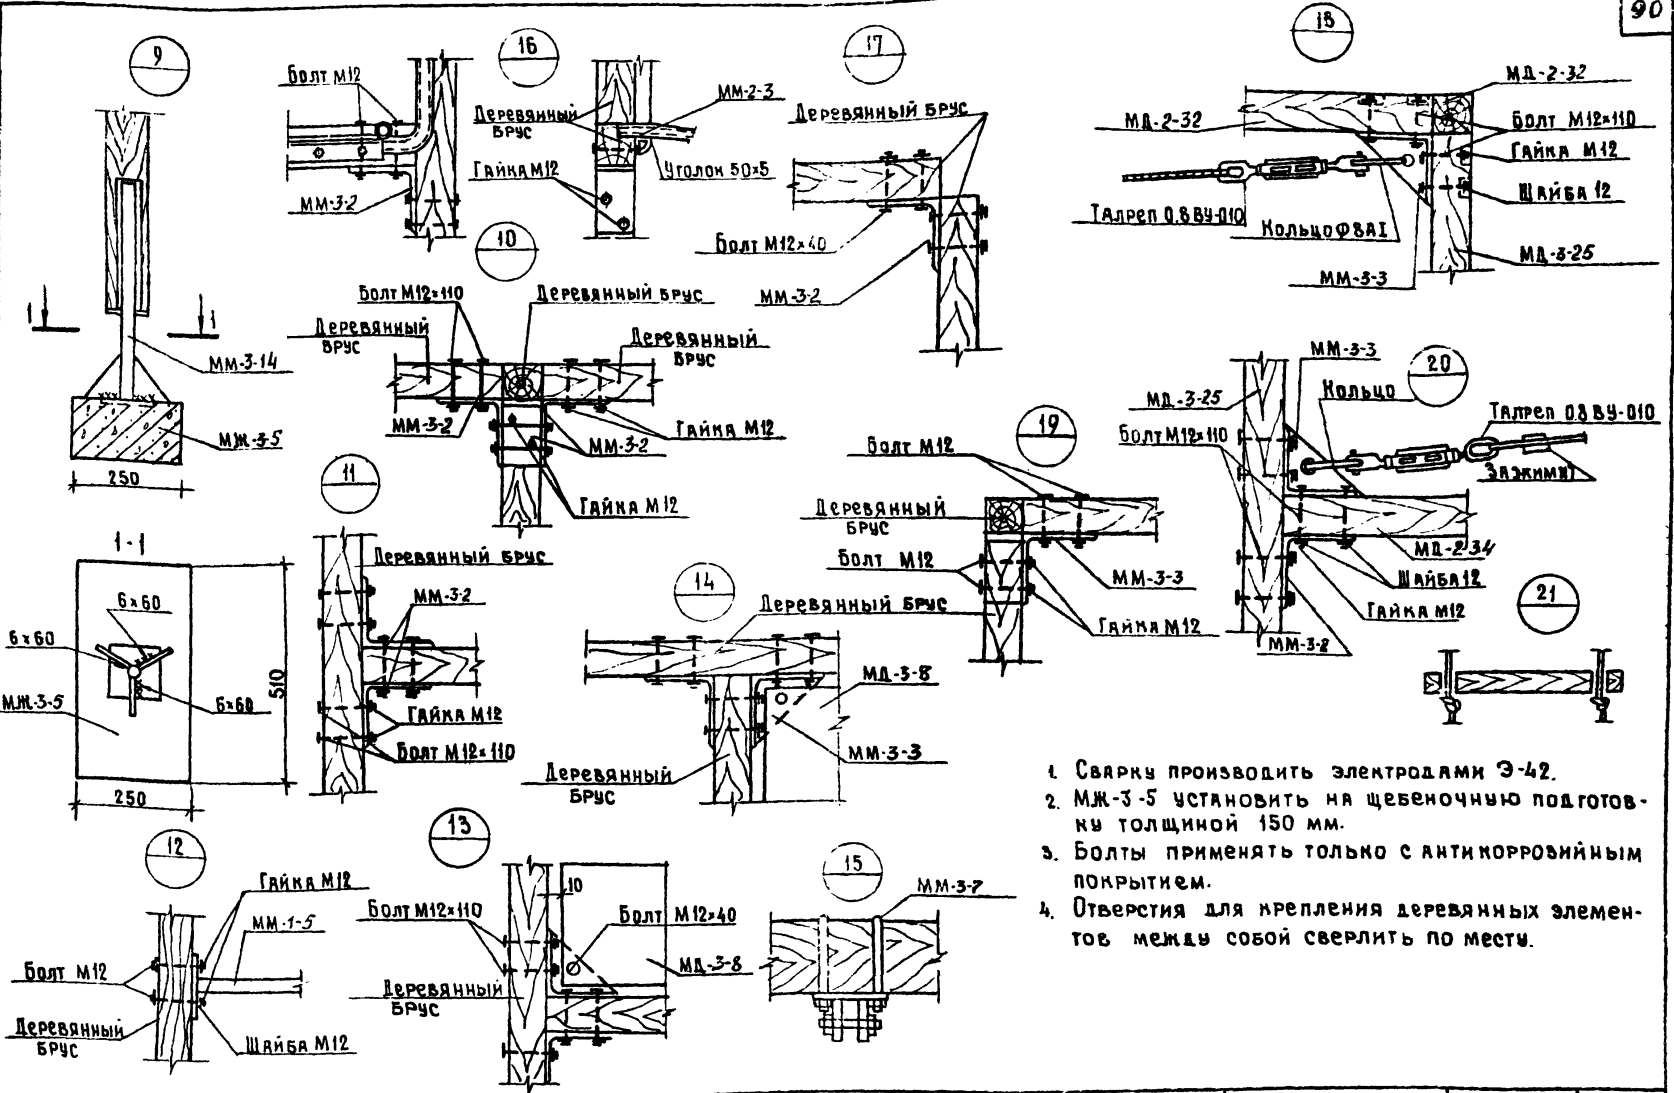 90
9
1
1
ММ-3-14
МЖ-3-5
250
1-1
6×60
6×60
6×60
МЖ-3-5
510
250
16
Болт М12
ММ-3-2
Деревянный
брус
Гайка М12
ММ-2-3
Уголок 50×5
17
Деревянный брус
Болт М12×40
ММ-3-2
18
МД-2-32
МД-2-32
Болт М12×110
Гайка М12
Шайба 12
Талреп 0,8 ВУ-010
Кольцо Ф8АI
ММ-3-3
МД-3-25
10
Болт М12×110
Деревянный брус
Деревянный
брус
Деревянный
брус
ММ-3-2
ММ-3-2
Гайка М12
Гайка М12
11
Деревянный брус
ММ-3-2
Гайка М12
Болт М12×110
19
Болт М12
Деревянный
брус
Болт М12
ММ-3-3
Гайка М12
20
ММ-3-3
Кольцо
МД-3-25
Болт М12×110
Талреп 0,8 ВУ-010
Зажимы
МД-2-34
Шайба 12
Гайка М12
ММ-3-2
14
Деревянный брус
МД-3-8
ММ-3-3
Деревянный
брус
21
12
Гайка М12
ММ-1-5
Болт М12
Деревянный
брус
Шайба М12
13
10
Болт М12×110
Болт М12×40
МД-3-8
Деревянный
брус
15
ММ-3-7
1. Сварку производить электродами Э-42.
2. МЖ-3-5 установить на щебеночную подготов-
ку толщиной 150 мм.
3. Болты применять только с антикоррозийным
покрытием.
4. Отверстия для крепления деревянных элемен-
тов между собой сверлить по месту.